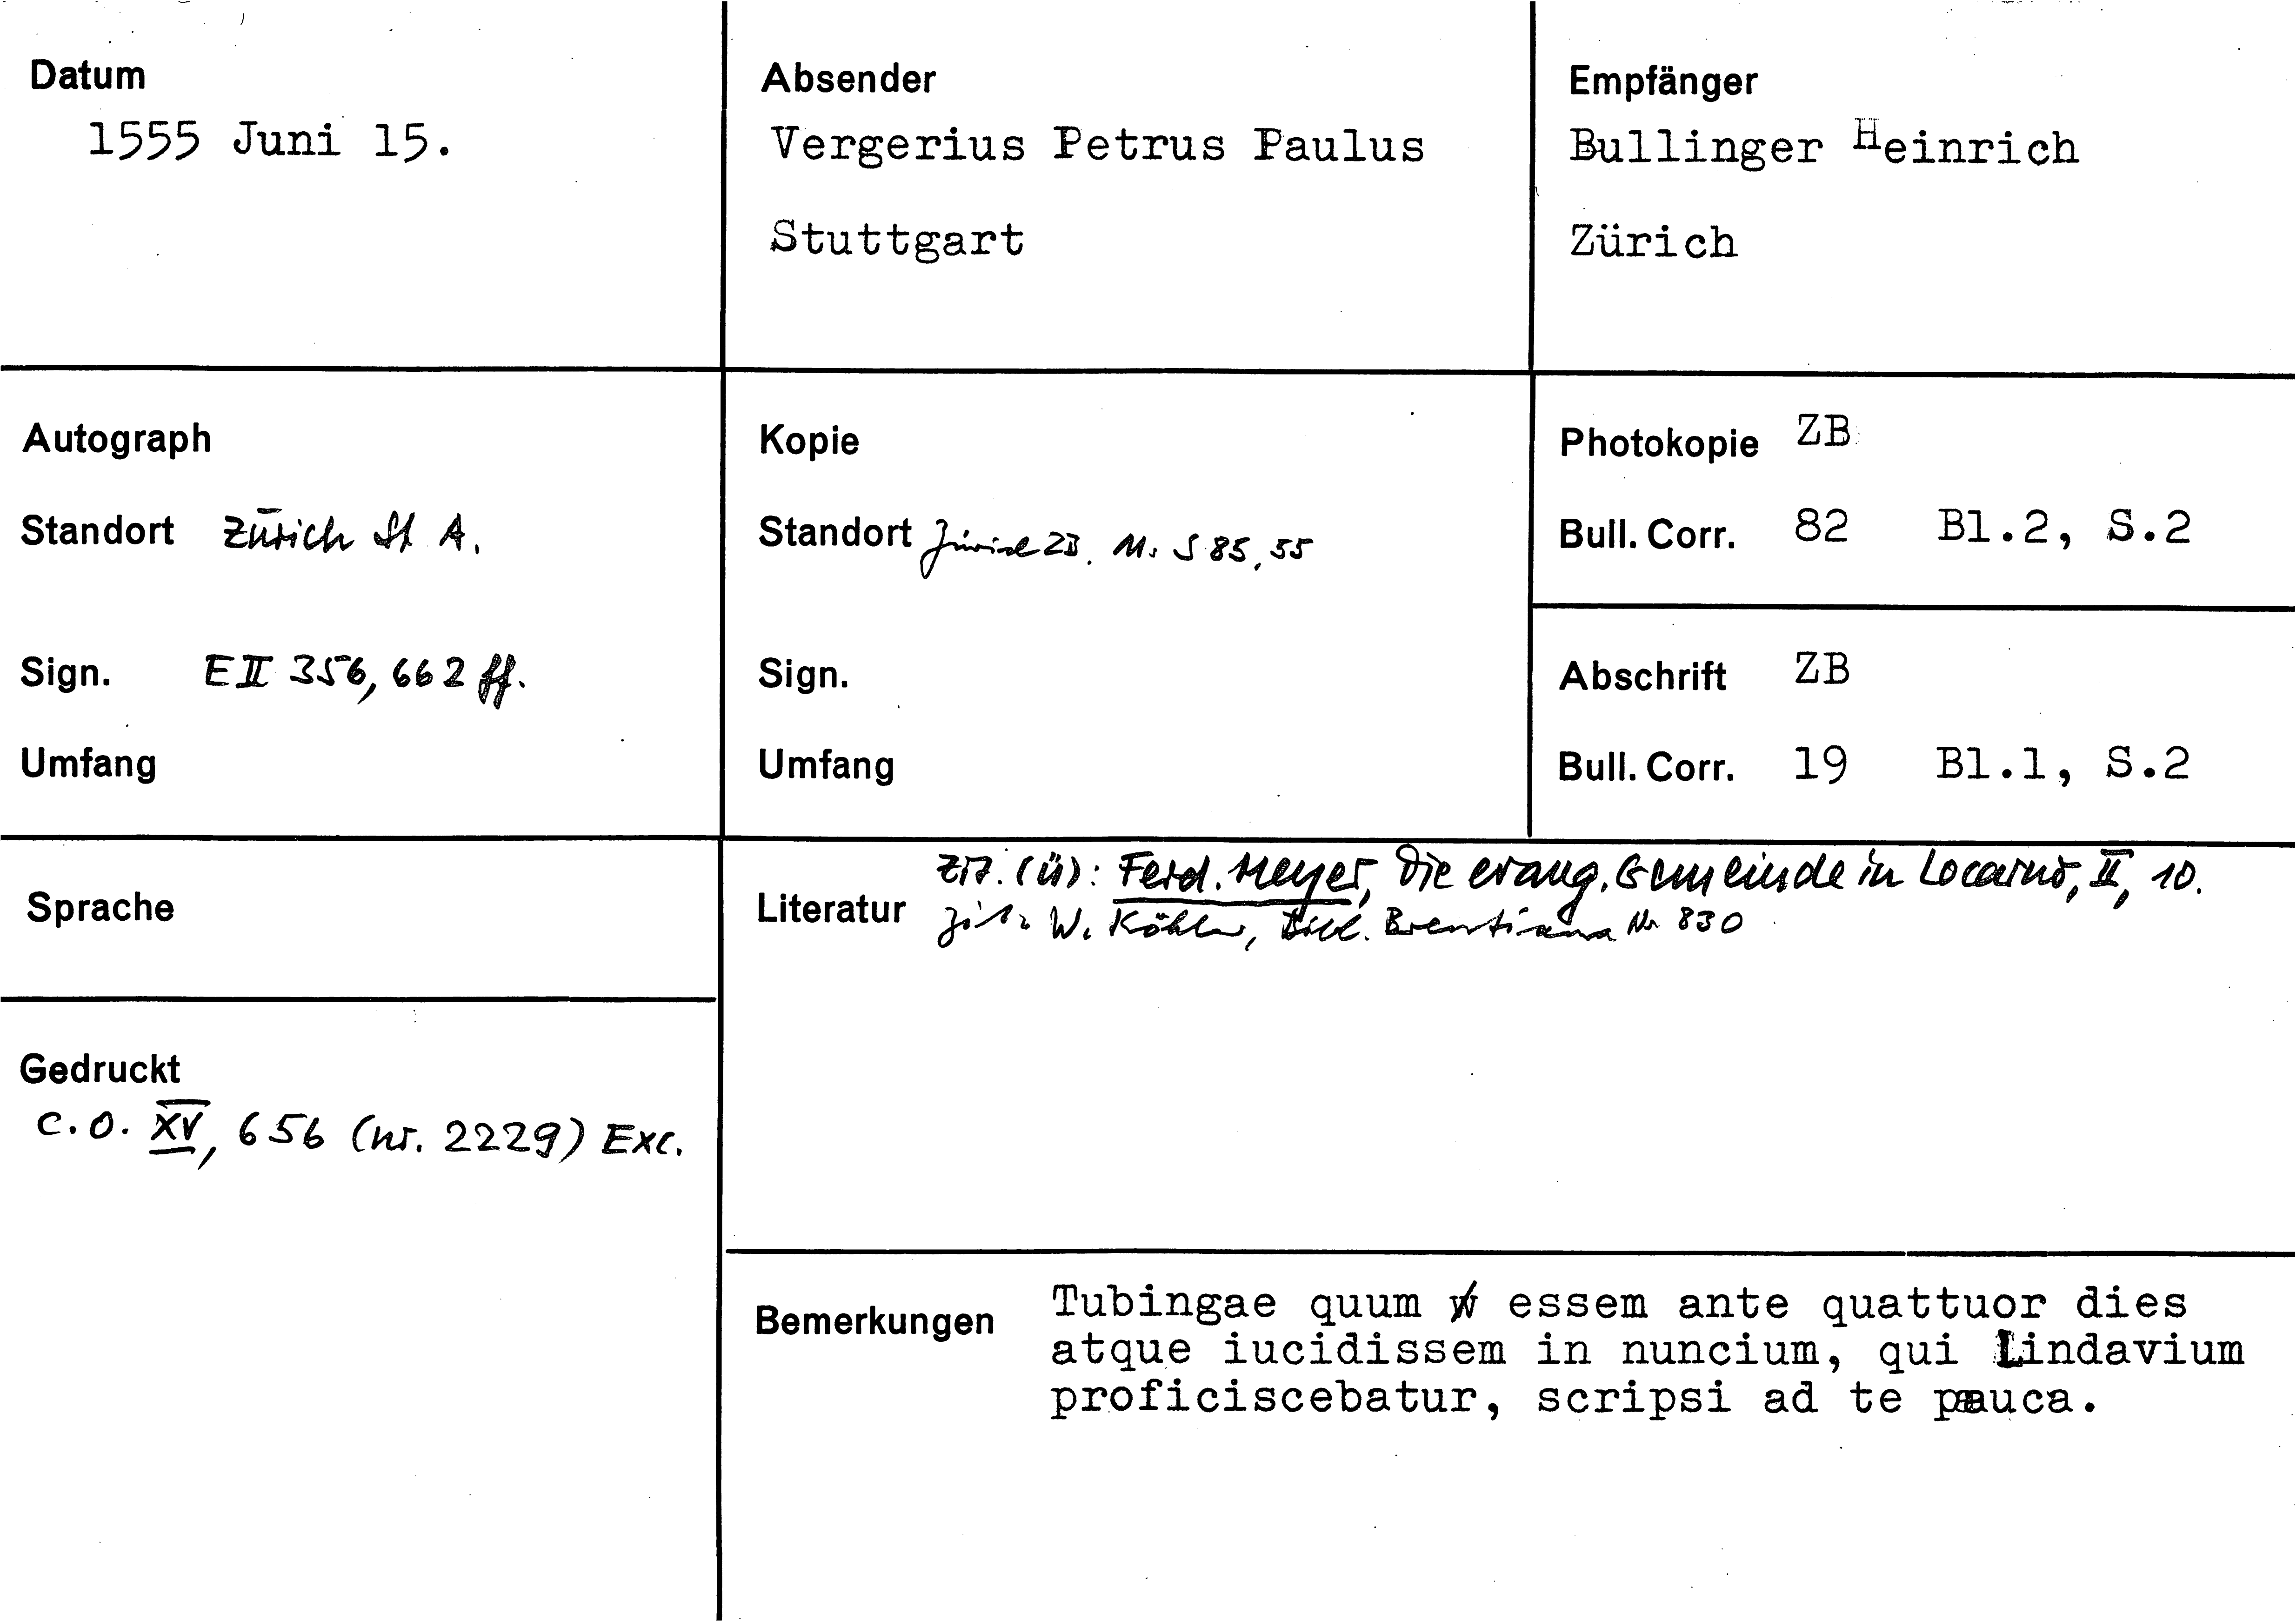 Datum
1555 Juni 15.
Absender
Vergerius Petrus Paulus
Stuttgart
Empfänger
Bullinger Heinrich
Zürich
Autograph
Standort Zürich St A.
Sign. E II 356, 662 ff.
Umfang
Kopie
Standort Zürich ZB. Ms S 85, 55
Sign.
Umfang
Photokopie ZB
Bull. Corr. 82 Bl.2, S.2
Abschrift ZB
Bull. Corr. 19 Bl.1, S.2
Sprache
Gedruckt
C.O. XV, 656 (nr. 2229) Exc.
Literatur
Zit. (ü): Ferd. Meyer, Die evang. Gemeinde in Locarno, II, 10.
Zit. W. Köhler, Bibl. Brentiana Nr 830
Bemerkungen
Tubingae quum essem ante quattuor dies
atque iucidissem in nuncium, qui Lindavium
proficiscebatur, scripsi ad te pauca.